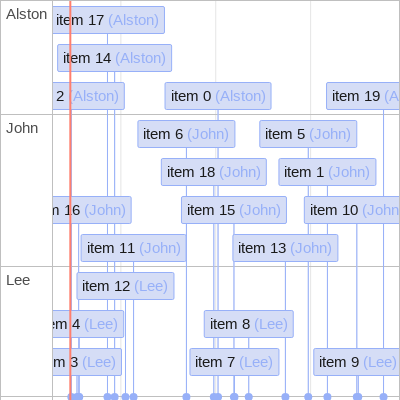 Alston
item 17 (Alston)
item 14 (Alston)
2 (Alston) item 0 (Alston) item 19 (A
John
item 6 (John) item 5 (John)
item 18 (John) item 1 (John)
16 (John) item 15 (John) item 10 (John
item 11 (John) item 13 (John)
Lee
item 12 (Lee)
4 (Lee) item 8 (Lee)
3 (Lee) item 7 (Lee) item 9 (Lee)